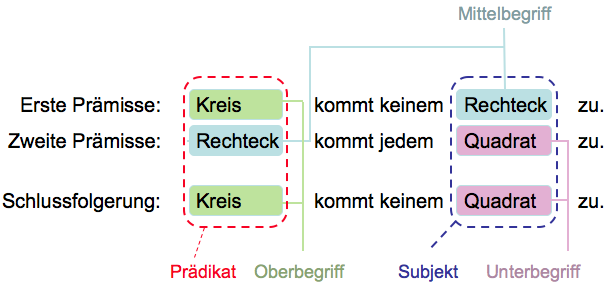 Mittelbegriff
Erste Prämisse: Kreis kommt keinem Rechteck zu.
Zweite Prämisse: Rechteck kommt jedem Quadrat zu.
Schlussfolgerung: Kreis kommt keinem Quadrat zu.
Prädikat Oberbegriff Subjekt Unterbegriff